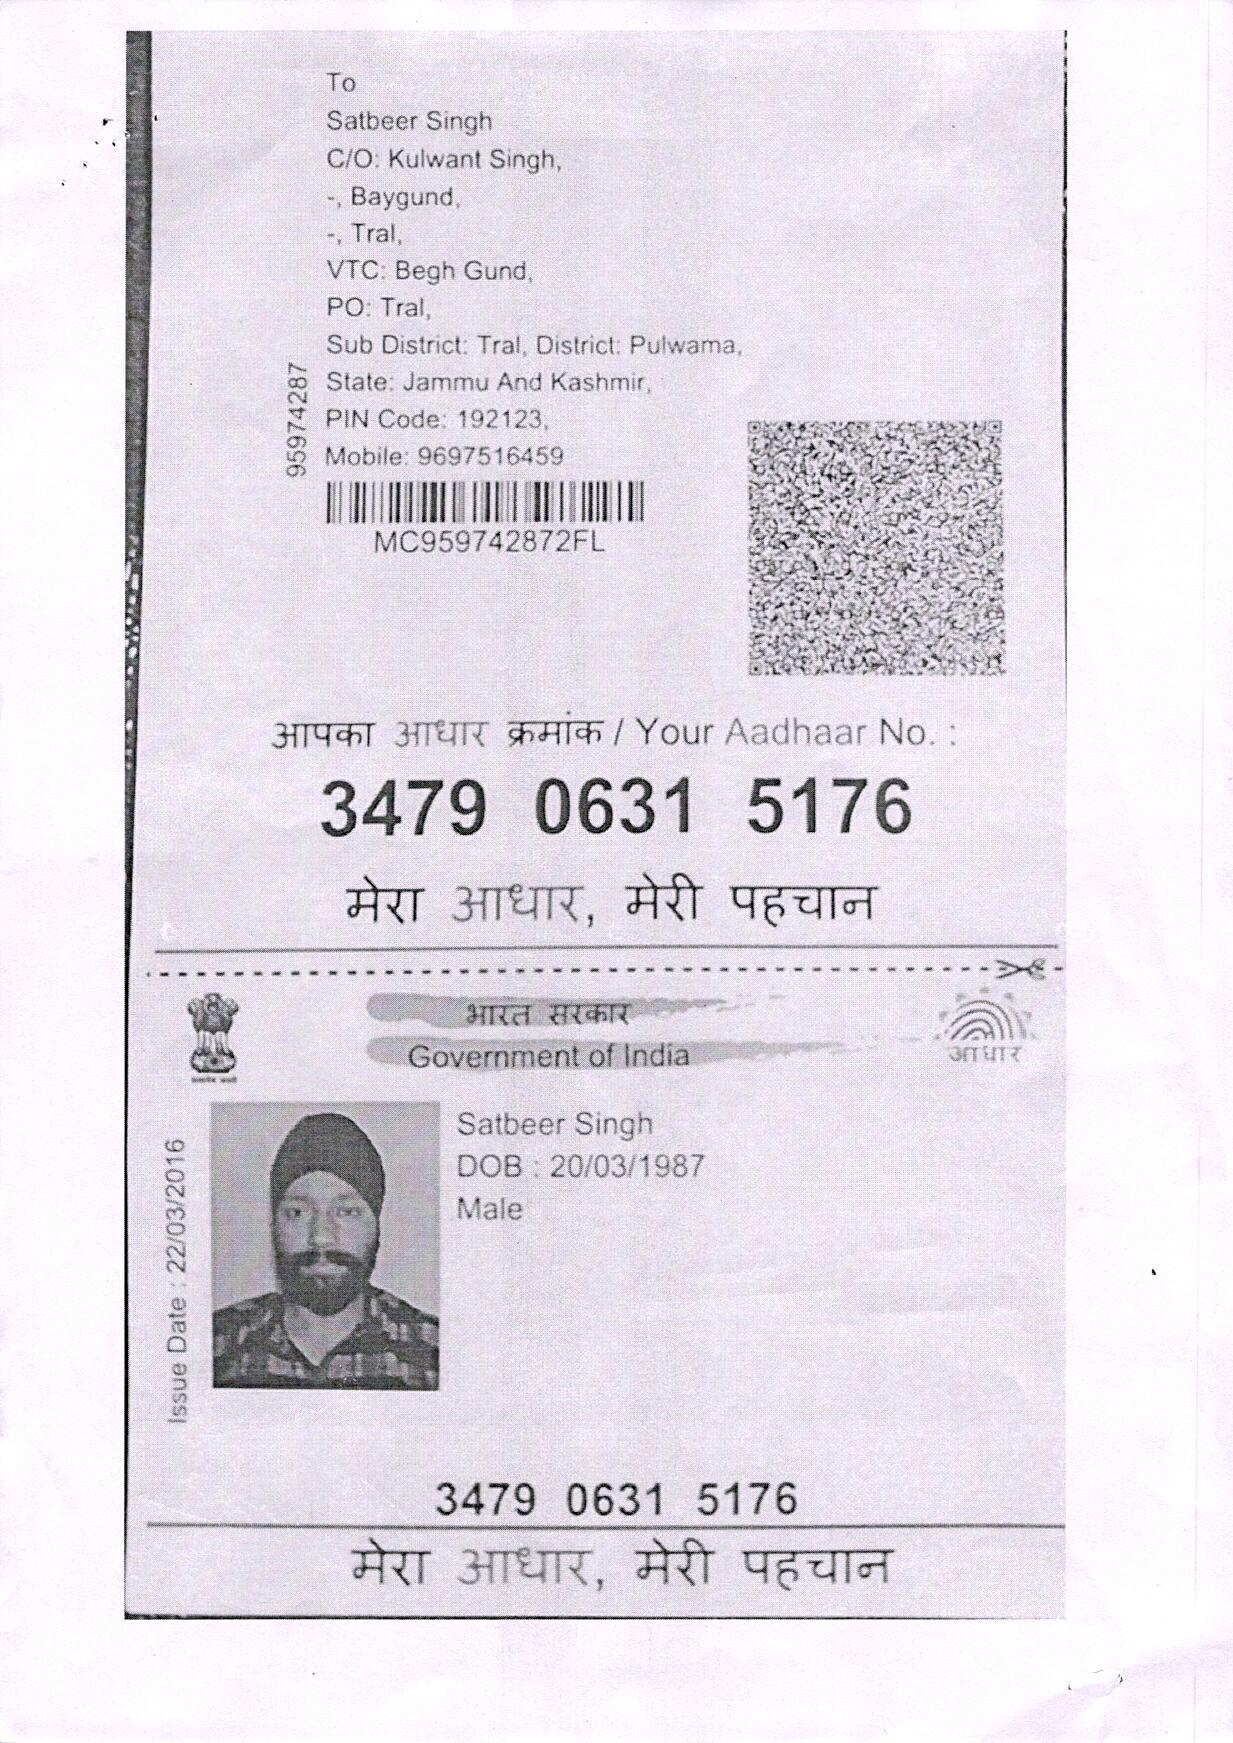 To
Satbeer Singh
C/O: Kulwant Singh,
-, Baygund,
-, Tral,
VTC: Begh Gund,
PO: Tral,
Sub District: Tral, District: Pulwama,
State: Jammu And Kashmir,
PIN Code: 192123,
Mobile: 9697516459
95974287
MC959742872FL
आपका आधार क्रमांक / Your Aadhaar No. :
3479 0631 5176
मेरा आधार, मेरी पहचान
भारत सरकार
Government of India
आधार
Satbeer Singh
DOB : 20/03/1987
Male
Issue Date : 22/03/2016
3479 0631 5176
मेरा आधार, मेरी पहचान